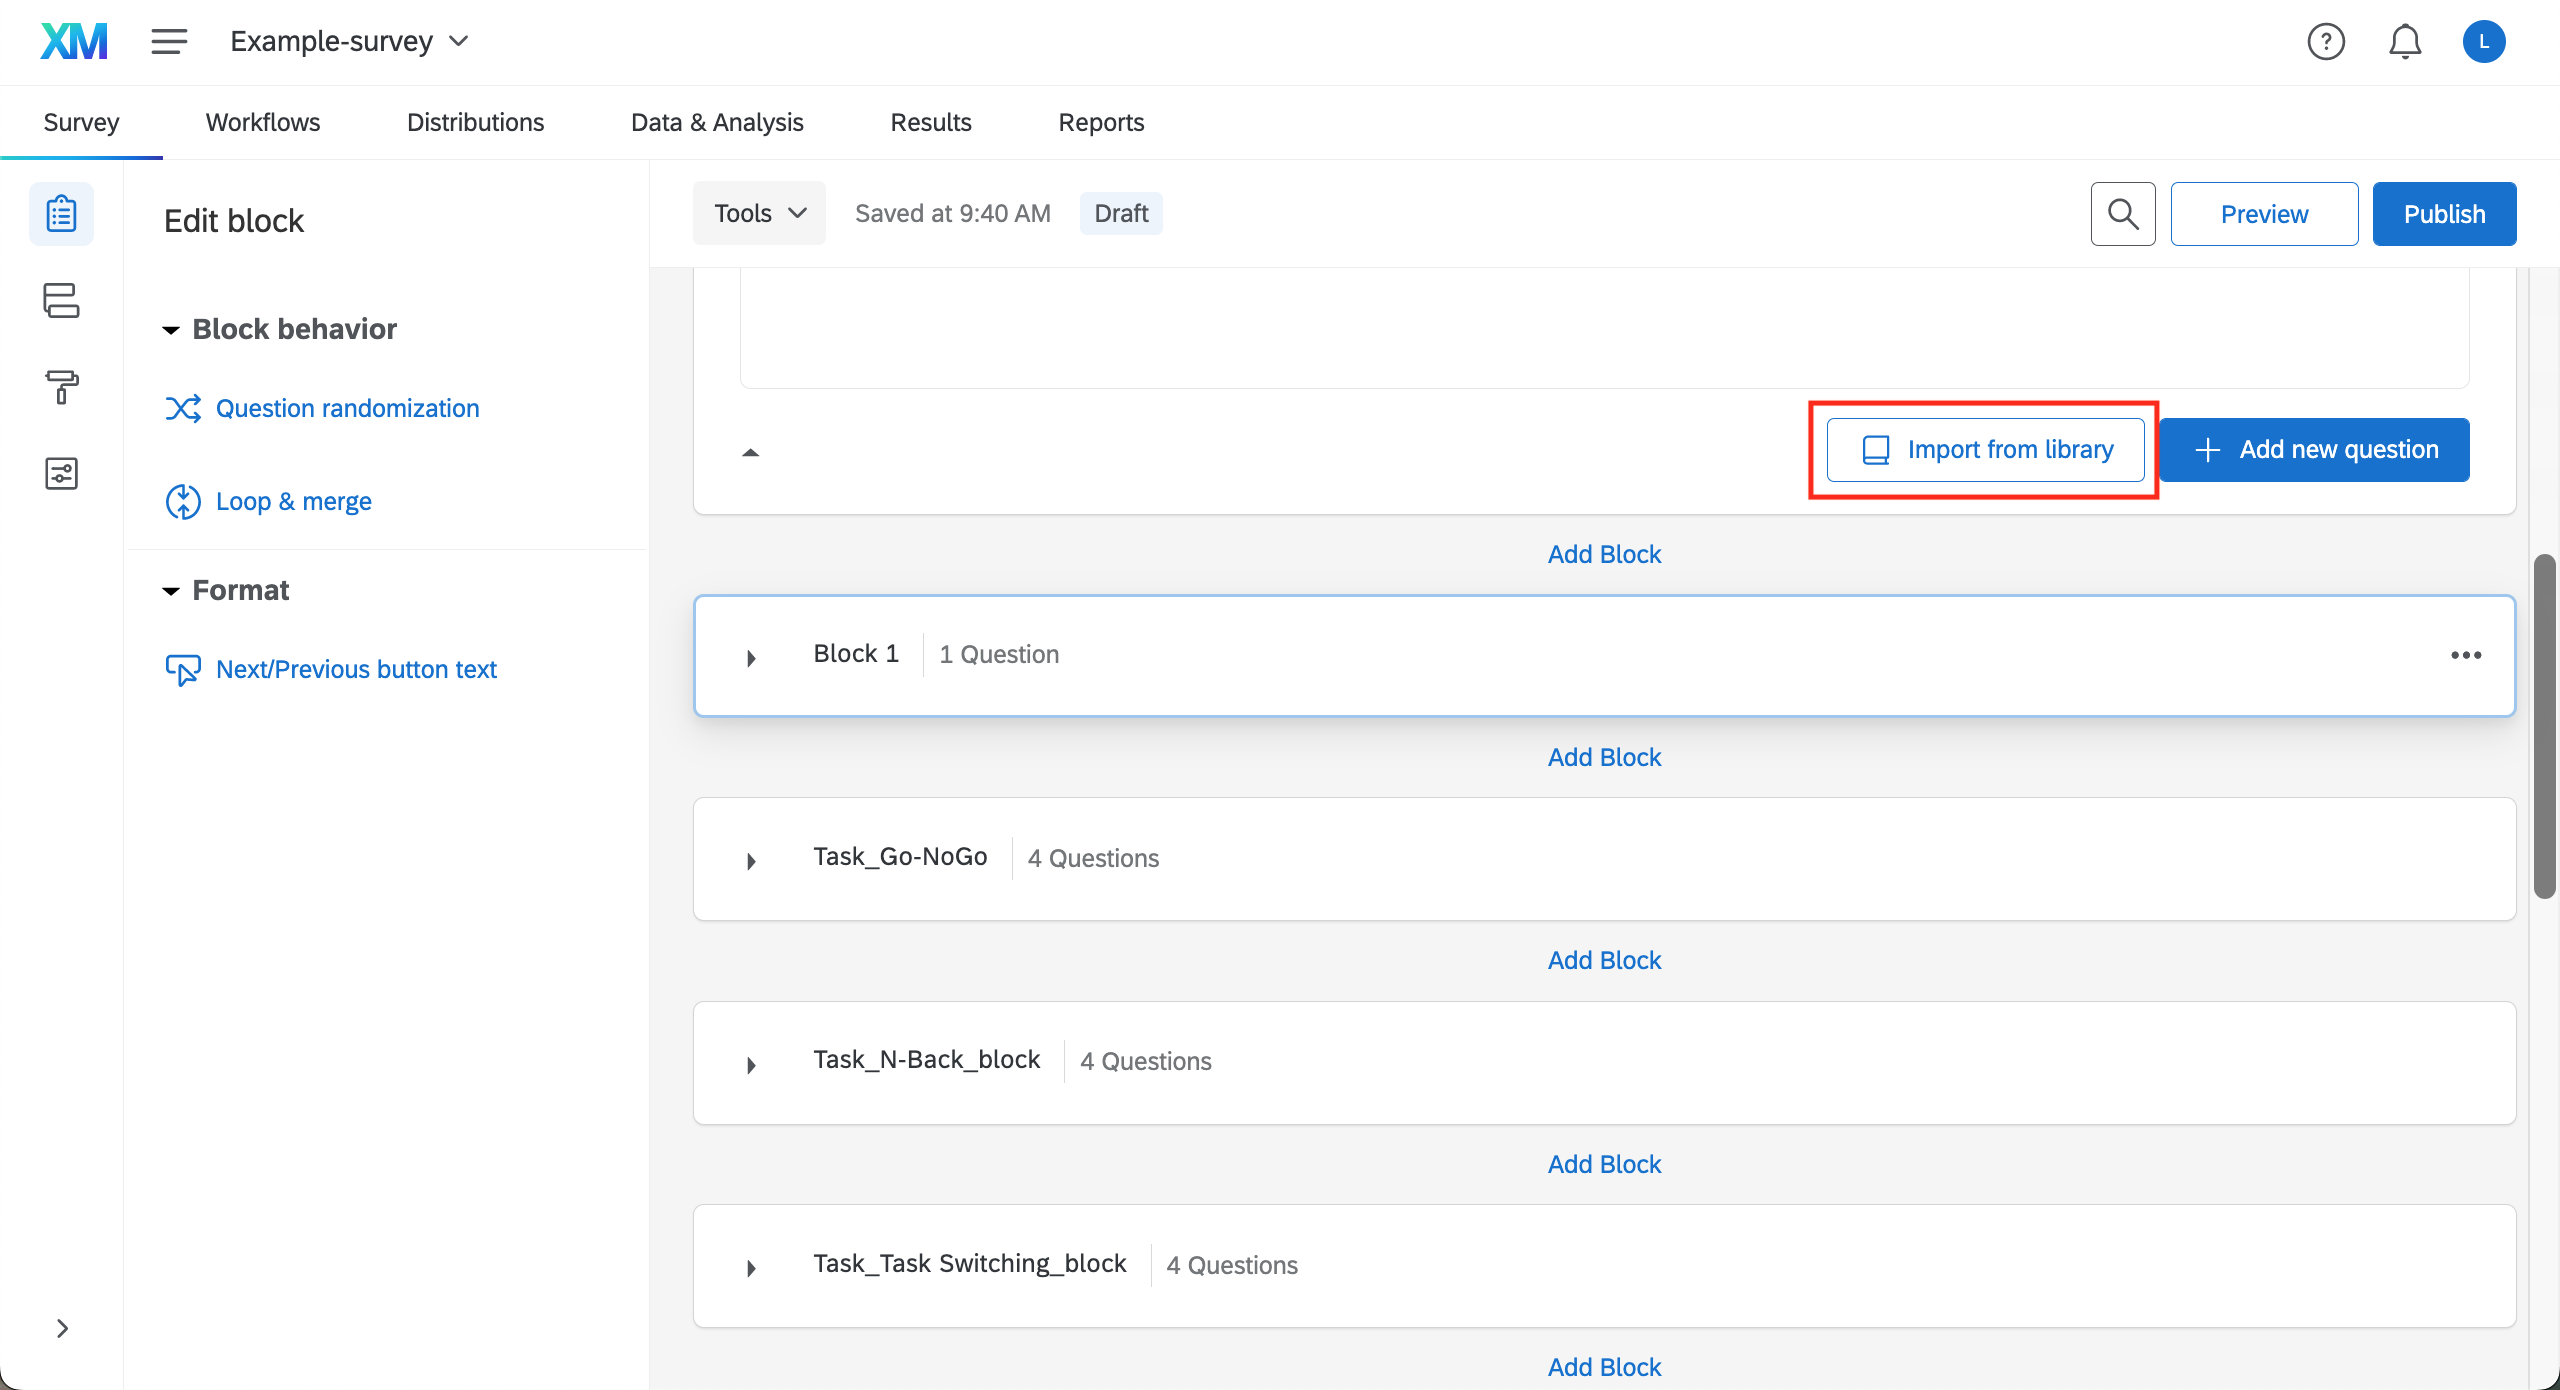 XM
Example-survey
L
Survey
Workflows
Distributions
Data & Analysis
Results
Reports
Edit block
Tools
Saved at 9:40 AM
Draft
Preview
Publish
Block behavior
Question randomization
Loop & merge
Format
Next/Previous button text
Import from library
Add new question
Add Block
Block 1
1 Question
Add Block
Task_Go-NoGo
4 Questions
Add Block
Task_N-Back_block
4 Questions
Add Block
Task_Task Switching_block
4 Questions
Add Block